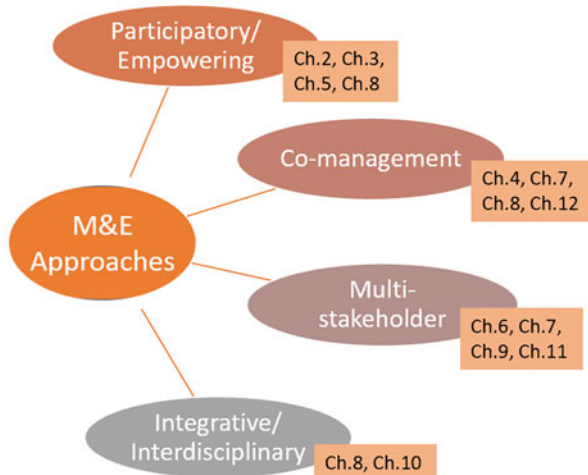 Participatory/
Empowering
Ch.2, Ch.3,
Ch.5, Ch.8
Co-management
Ch.4, Ch.7,
Ch.8, Ch.12
M&E
Approaches
Multi-
stakeholder
Ch.6, Ch.7,
Ch.9, Ch.11
Integrative/
Interdisciplinary
Ch.8, Ch.10